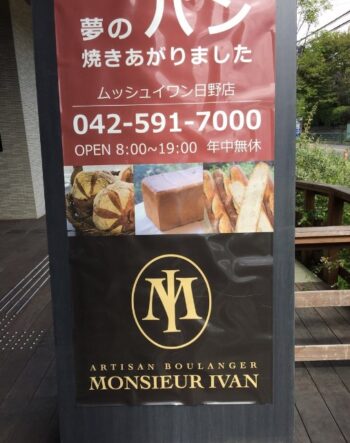 夢の パン
焼きあがりました
ムッシュイワン日野店
042-591-7000
OPEN 8:00~19:00 年中無休
MI
ARTISAN BOULANGER
MONSIEUR IVAN